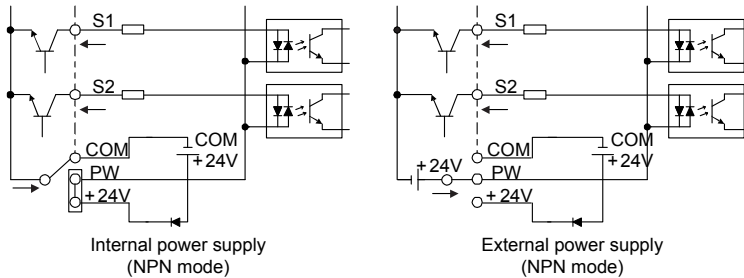 S1
S2
COM
COM
+24V
PW
+24V
Internal power supply
(NPN mode)
S1
S2
COM
COM
+24V
+24V
PW
+24V
External power supply
(NPN mode)